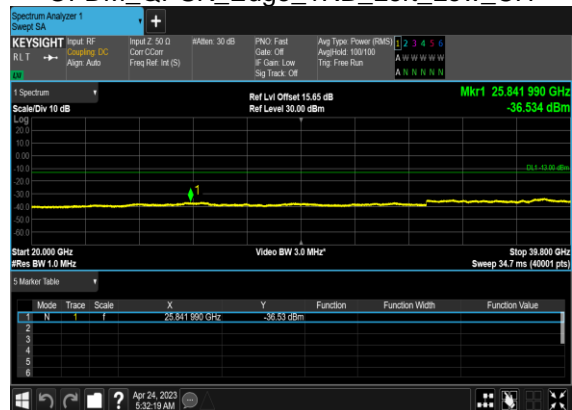 Spectrum Analyzer 1
Swept SA
+
KEYSIGHT Input: RF Input Z: 50 Ω #Atten: 30 dB PNO: Fast Avg Type: Power (RMS) 1 2 3 4 5 6
RLT Coupling: DC Corr CCorr Gate: Off Avg|Hold: 100/100 A W W W W W
Align: Auto Freq Ref: Int (S) IF Gain: Low Trig: Free Run
Sig Track: Off A N N N N N
1 Spectrum
Ref Lvl Offset 15.65 dB Mkr1 25.841 990 GHz
Scale/Div 10 dB Ref Level 30.00 dBm -36.534 dBm
Log
20.0
10.0
0.00
-10.0
DL1 -13.00 dBm
-20.0
-30.0
1
-40.0
-50.0
-60.0
Start 20.000 GHz Video BW 3.0 MHz* Stop 39.800 GHz
#Res BW 1.0 MHz Sweep 34.7 ms (40001 pts)
5 Marker Table
Mode Trace Scale X Y Function Function Width Function Value
1 N 1 f 25.841 990 GHz -36.53 dBm
2
3
4
5
6
? Apr 24, 2023
5:32:19 AM